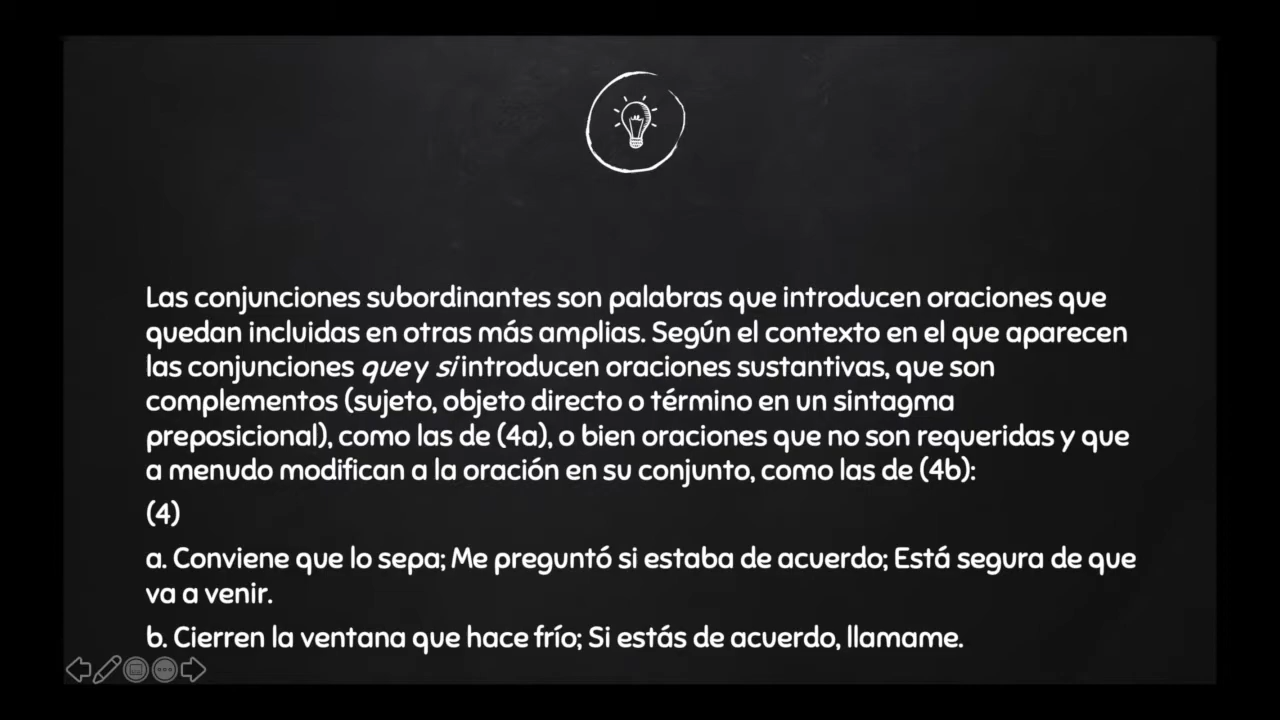 Las conjunciones subordinantes son palabras que introducen oraciones que
quedan incluidas en otras más amplias. Según el contexto en el que aparecen
las conjunciones que y si introducen oraciones sustantivas, que son
complementos (sujeto, objeto directo o término en un sintagma
preposicional), como las de (4a), o bien oraciones que no son requeridas y que
a menudo modifican a la oración en su conjunto, como las de (4b):
(4)
a. Conviene que lo sepa; Me preguntó si estaba de acuerdo; Está segura de que
va a venir.
b. Cierren la ventana que hace frío; Si estás de acuerdo, llamame.